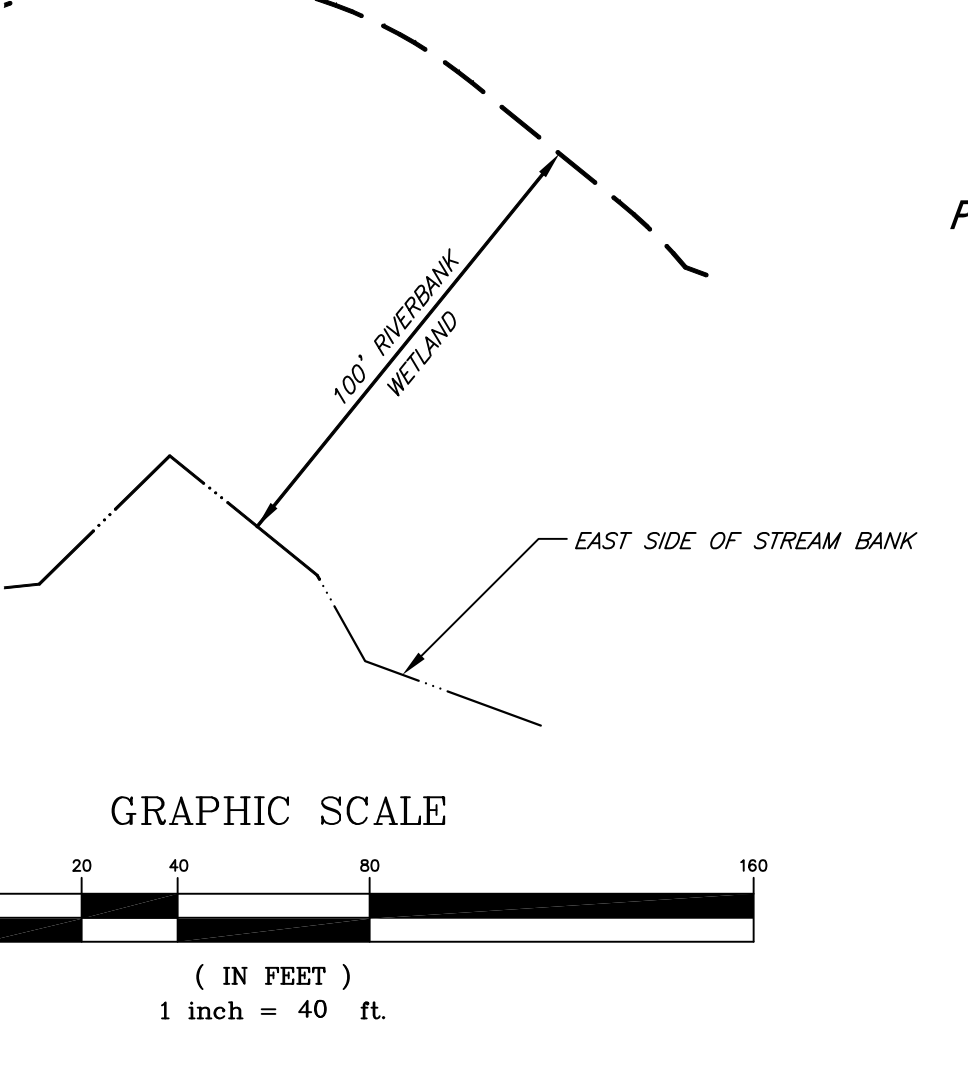 P
100' RIVERBANK
WETLAND
EAST SIDE OF STREAM BANK
GRAPHIC SCALE
20 40 80 160
( IN FEET )
1 inch = 40 ft.